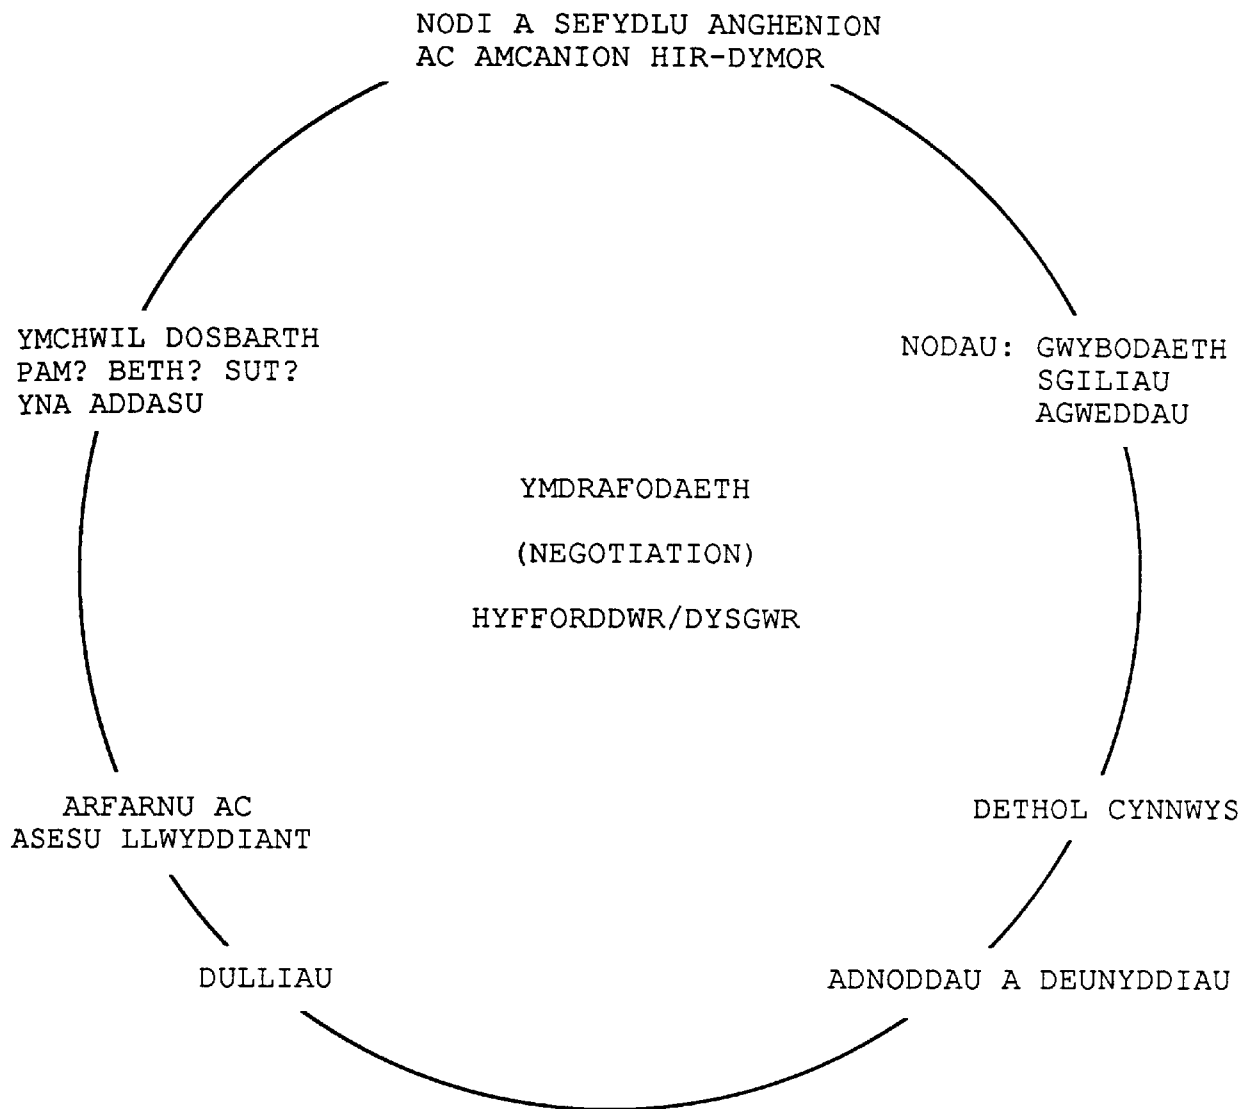 NODI A SEFYDLU ANGHENION
AC AMCANION HIR-DYMOR
YMCHWIL DOSBARTH
PAM? BETH? SUT?
YNA ADDASU
NODAU: GWYBODAETH
SGILIAU
AGWEDDAU
YMDRAFODAETH
(NEGOTIATION)
HYFFORDDWR/DYSGWR
ARFARNU AC
ASESU LLWYDDIANT
DETHOL CYNNWYS
DULLIAU
ADNODDAU A DEUNYDDIAU